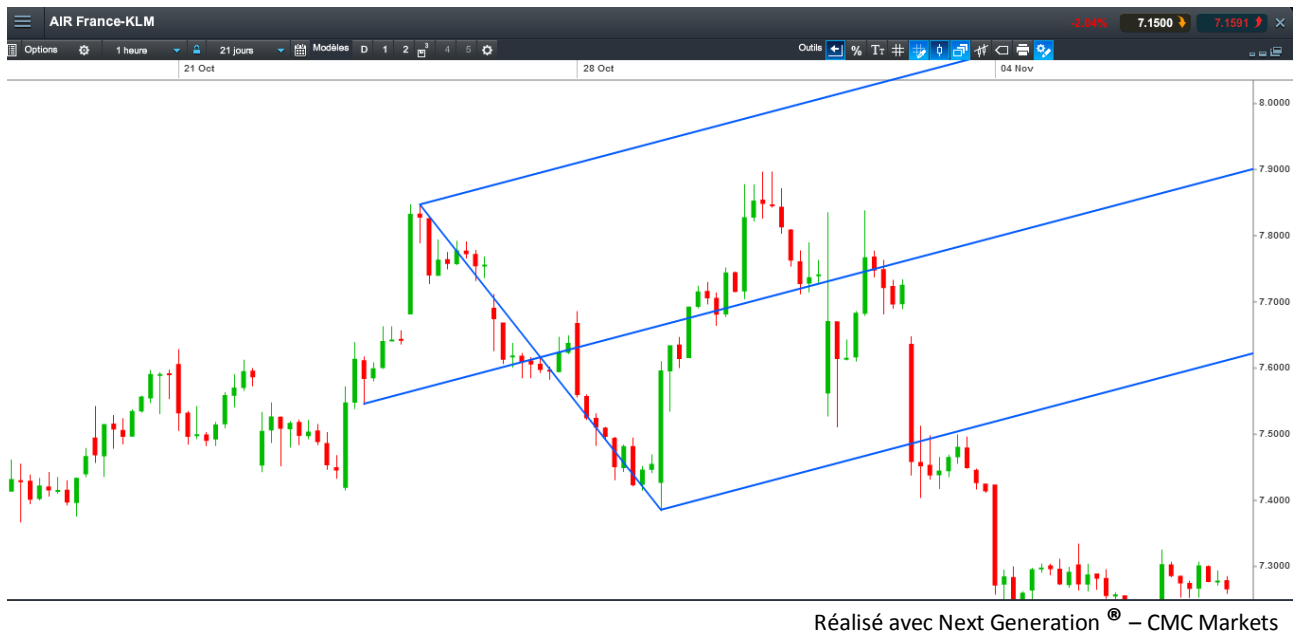 AIR France-KLM -2.04% 7.1500 7.1591
Options 1 heure 21 jours Modèles D 1 2 3 4 5 Outils % TT
21 Oct 28 Oct 04 Nov
8.0000
7.9000
7.8000
7.7000
7.6000
7.5000
7.4000
7.3000
Réalisé avec Next Generation ® – CMC Markets